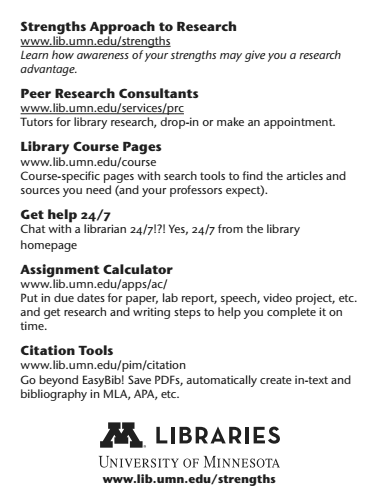 Strengths Approach to Research
www.lib.umn.edu/strengths
Learn how awareness of your strengths may give you a research
advantage.
Peer Research Consultants
www.lib.umn.edu/services/prc
Tutors for library research, drop-in or make an appointment.
Library Course Pages
www.lib.umn.edu/course
Course-specific pages with search tools to find the articles and
sources you need (and your professors expect).
Get help 24/7
Chat with a librarian 24/7!?! Yes, 24/7 from the library
homepage
Assignment Calculator
www.lib.umn.edu/apps/ac/
Put in due dates for paper, lab report, speech, video project, etc.
and get research and writing steps to help you complete it on
time.
Citation Tools
www.lib.umn.edu/pim/citation
Go beyond EasyBib! Save PDFs, automatically create in-text and
bibliography in MLA, APA, etc.
M LIBRARIES
UNIVERSITY OF MINNESOTA
www.lib.umn.edu/strengths